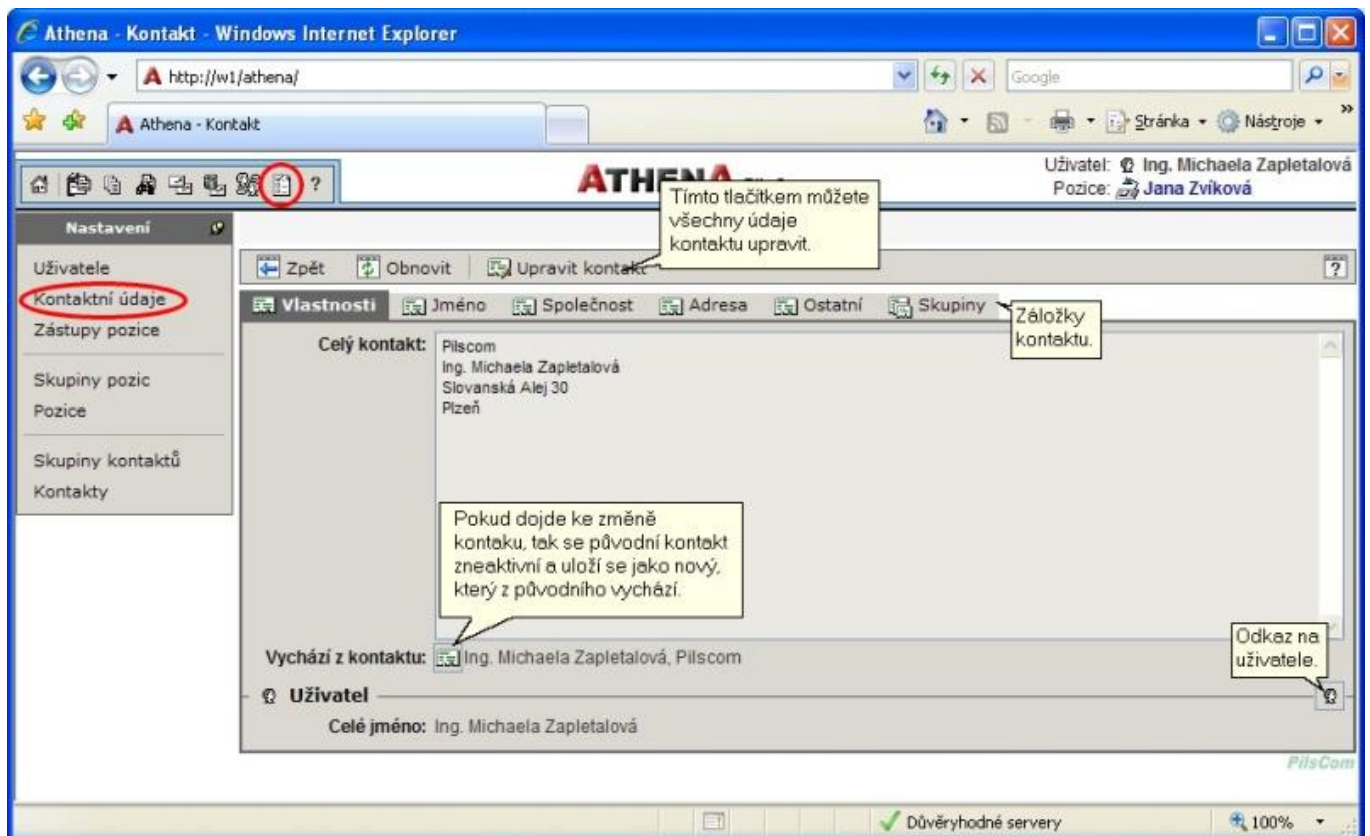 Athena - Kontakt - Windows Internet Explorer
http://w1/athena/
Google
Athena - Kontakt
Stránka
Nástroje
»
?
ATHENA
Uživatel: Ing. Michaela Zapletalová
Pozice: Jana Zvíková
Tímto tlačítkem můžete
všechny údaje
kontaktu upravit.
Nastavení
Uživatele
Kontaktní údaje
Zástupy pozice
Skupiny pozic
Pozice
Skupiny kontaktů
Kontakty
Zpět Obnovit Upravit kontakt
?
Vlastnosti Jméno Společnost Adresa Ostatní Skupiny
Záložky
kontaktu.
Celý kontakt:
Pilscom
Ing. Michaela Zapletalová
Slovanská Alej 30
Plzeň
Pokud dojde ke změně
kontaku, tak se původní kontakt
zneaktivní a uloží se jako nový,
který z původního vychází.
Vychází z kontaktu: Ing. Michaela Zapletalová, Pilscom
Odkaz na
uživatele.
Uživatel
Celé jméno: Ing. Michaela Zapletalová
PilsCom
Důvěryhodné servery
100%